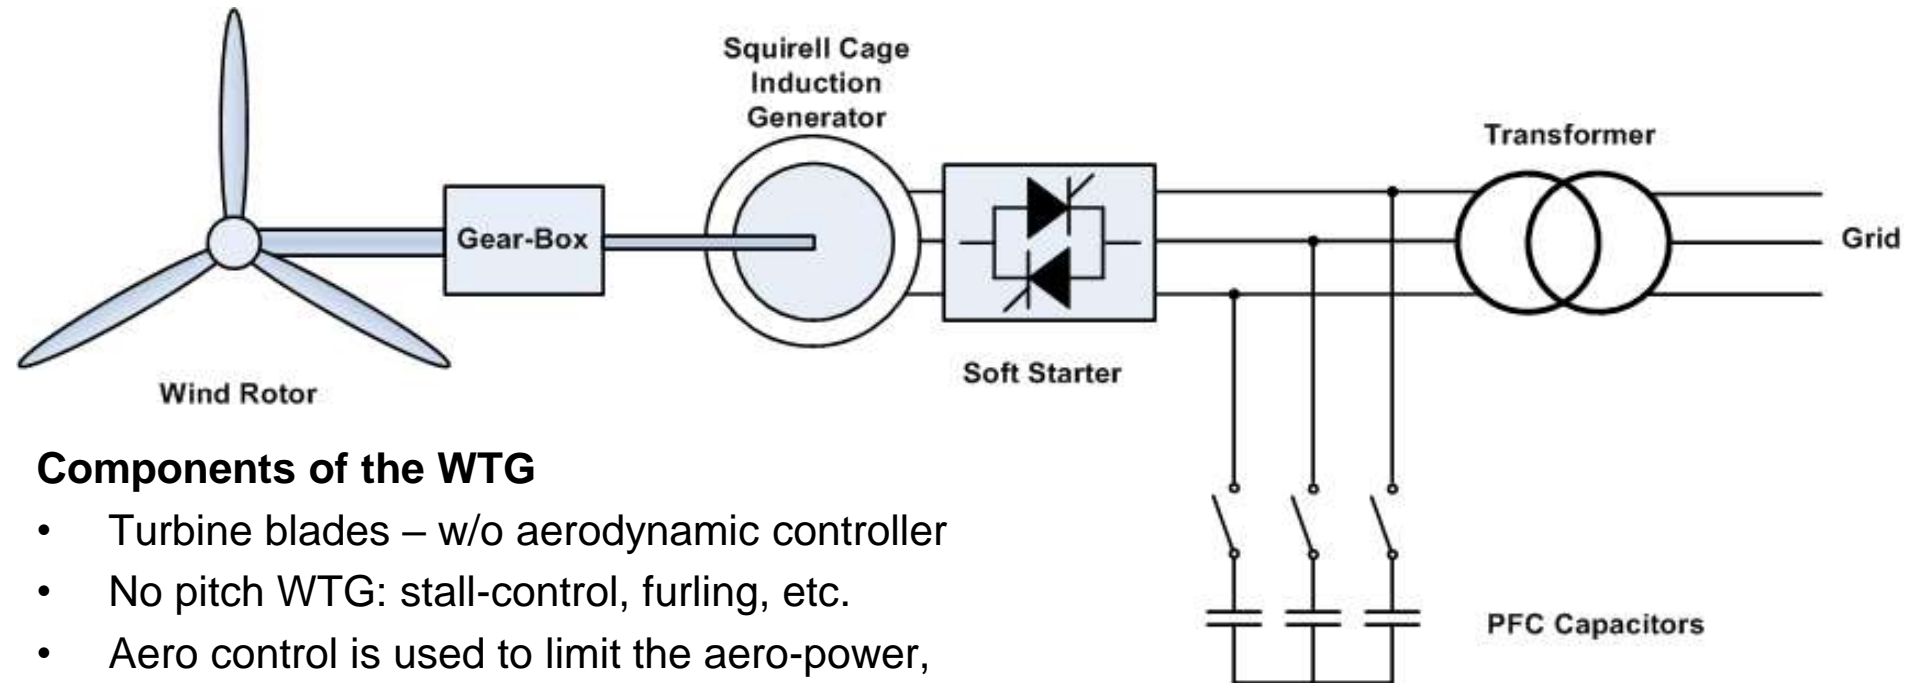 Squirell Cage
Induction
Generator
Transformer
Gear-Box
Grid
Soft Starter
Wind Rotor
Components of the WTG
• Turbine blades – w/o aerodynamic controller
• No pitch WTG: stall-control, furling, etc.
• Aero control is used to limit the aero-power,
PFC Capacitors